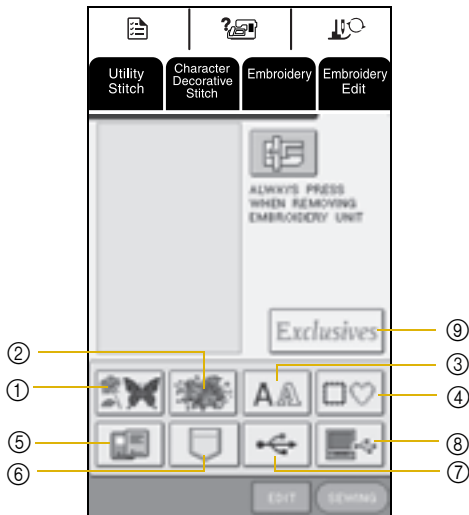 Utility
Stitch
Character
Decorative
Stitch
Embroidery
Embroidery
Edit
ALWAYS PRESS
WHEN REMOVING
EMBROIDERY UNIT
Exclusives
⑨
②
①
③
④
AA
⑤
⑥
⑧
⑦
EDIT
SEWING